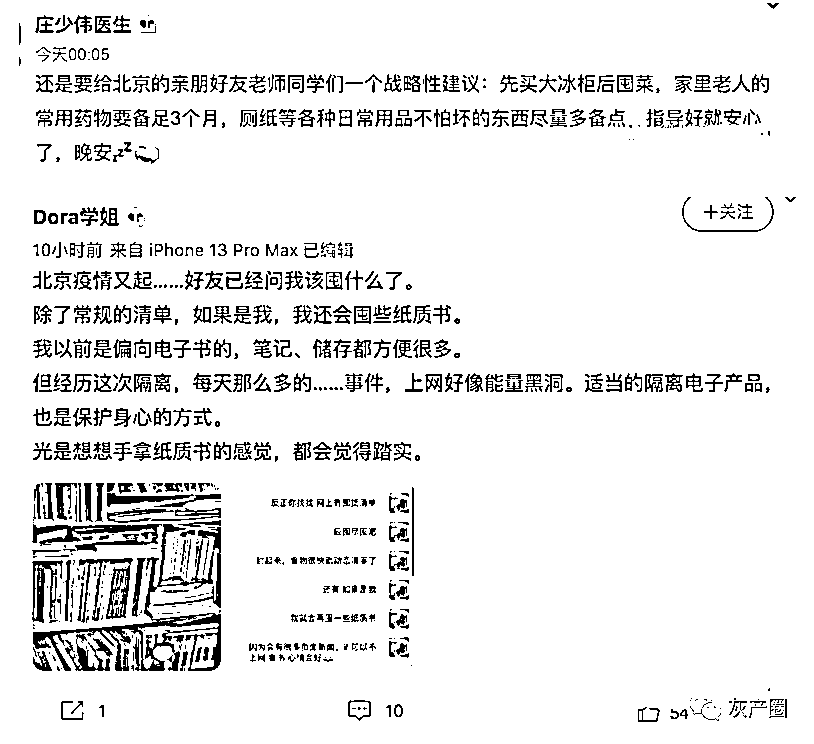 庄少伟医生
今天00:05
还是要给北京的亲朋好友老师同学们一个战略性建议：先买大冰柜后囤菜，家里老人的
常用药物要备足3个月，厕纸等各种日常用品不怕坏的东西尽量多备点，指导好就安心
了，晚安
Dora学姐
＋关注
10小时前 来自 iPhone 13 Pro Max 已编辑
北京疫情又起......好友已经问我该囤什么了。
除了常规的清单，如果是我，我还会囤些纸质书。
我以前是偏向电子书的，笔记、储存都方便很多。
但经历这次隔离，每天那么多的......事件，上网好像能量黑洞。适当的隔离电子产品，
也是保护身心的方式。
光是想想手拿纸质书的感觉，都会觉得踏实。
我就去再囤一些纸质书
1
10
54
灰产圈